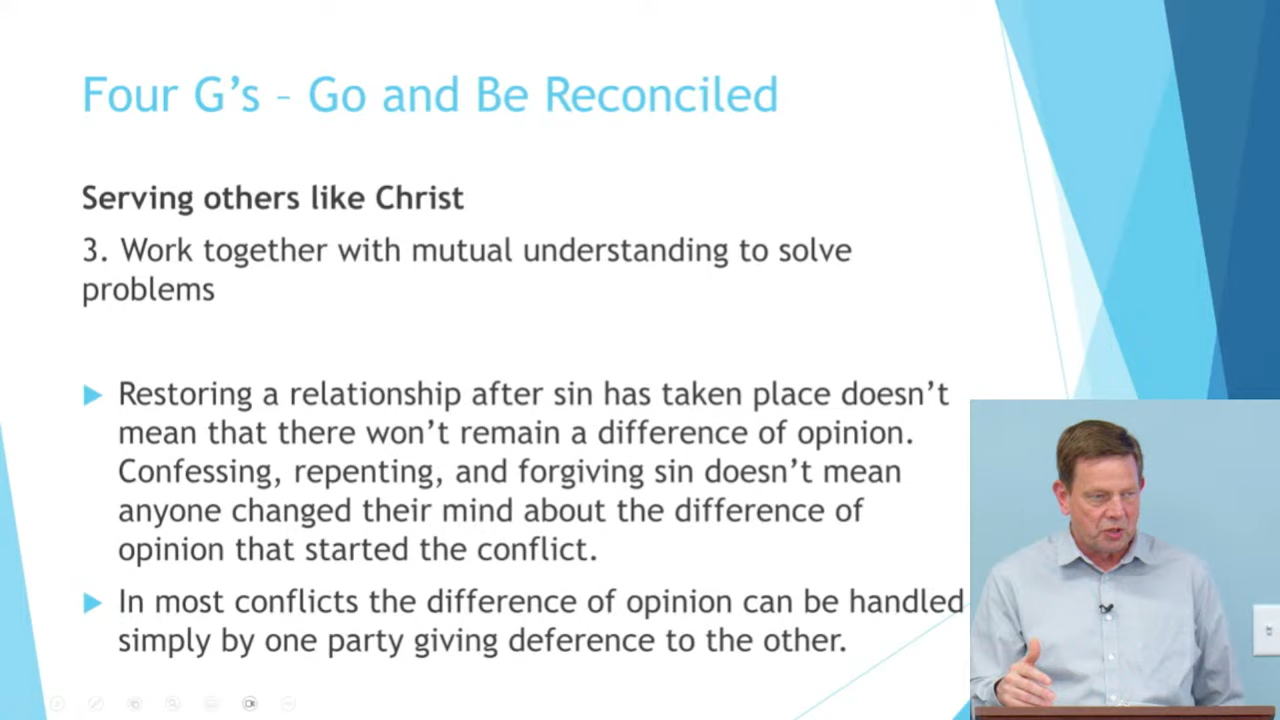 Four G’s – Go and Be Reconciled
Serving others like Christ
3. Work together with mutual understanding to solve
problems
Restoring a relationship after sin has taken place doesn’t
mean that there won’t remain a difference of opinion.
Confessing, repenting, and forgiving sin doesn’t mean
anyone changed their mind about the difference of
opinion that started the conflict.
In most conflicts the difference of opinion can be handled
simply by one party giving deference to the other.